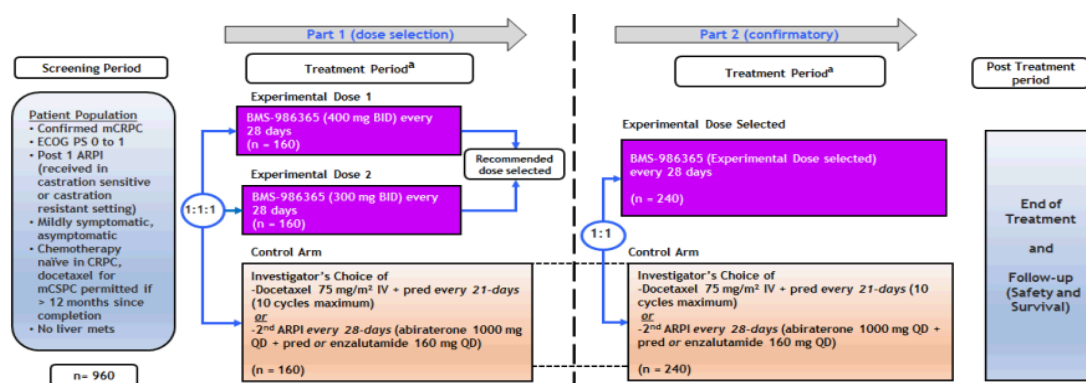 Part 1 (dose selection)
Part 2 (confirmatory)
Screening Period
Treatment Periodª
Treatment Periodª
Post Treatment
period
Patient Population
• Confirmed mCRPC
• ECOG PS 0 to 1
• Post 1 ARPI
(received in
castration sensitive
or castration
resistant setting)
• Mildly symptomatic,
asymptomatic
• Chemotherapy
naïve in CRPC,
docetaxel for
mCSPC permitted if
> 12 months since
completion
• No liver mets
n= 960
1:1:1
Experimental Dose 1
BMS-986365 (400 mg BID) every
28 days
(n = 160)
Experimental Dose 2
BMS-986365 (300 mg BID) every
28 days
(n = 160)
Recommended
dose selected
Control Arm
Investigator's Choice of
-Docetaxel 75 mg/m² IV + pred every 21-days
(10 cycles maximum)
or
-2nd ARPI every 28-days (abiraterone 1000 mg
QD + pred or enzalutamide 160 mg QD)
(n = 160)
1:1
Experimental Dose Selected
BMS-986365 (Experimental Dose selected)
every 28 days
(n = 240)
Control Arm
Investigator's Choice of
-Docetaxel 75 mg/m² IV + pred every 21-days (10
cycles maximum)
or
-2nd ARPI every 28-days (abiraterone 1000 mg QD +
pred or enzalutamide 160 mg QD)
(n = 240)
End of
Treatment
and
Follow-up
(Safety and
Survival)